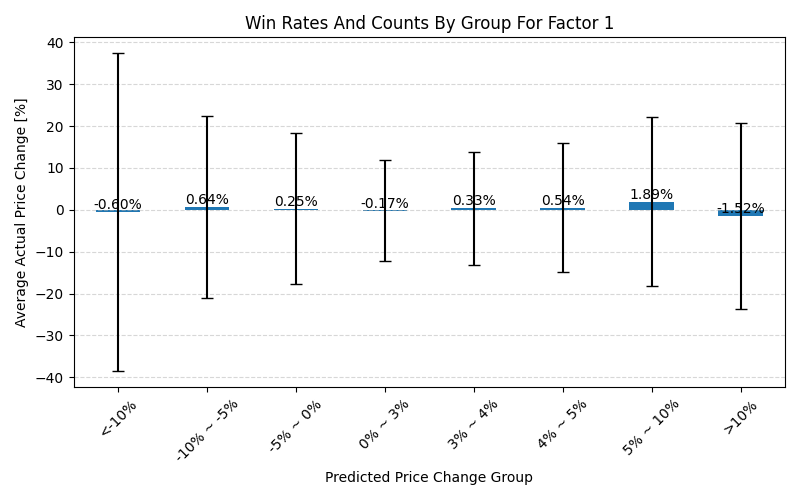 Win Rates And Counts By Group For Factor 1
Average Actual Price Change [%]
40
30
20
10
0
−10
−20
−30
−40
-0.60%
0.64%
0.25%
-0.17%
0.33%
0.54%
1.89%
-1.52%
<-10%
-10% ~ -5%
-5% ~ 0%
0% ~ 3%
3% ~ 4%
4% ~ 5%
5% ~ 10%
>10%
Predicted Price Change Group